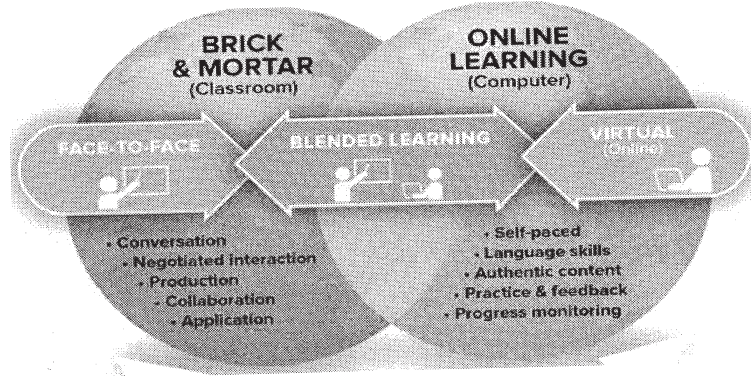 BRICK
& MORTAR
(Classroom)
ONLINE
LEARNING
(Computer)
FACE-TO-FACE
BLENDED LEARNING
VIRTUAL
(Online)
• Conversation
• Negotiated interaction
• Production
• Collaboration
• Application
• Self-paced
• Language skills
• Authentic content
• Practice & feedback
• Progress monitoring